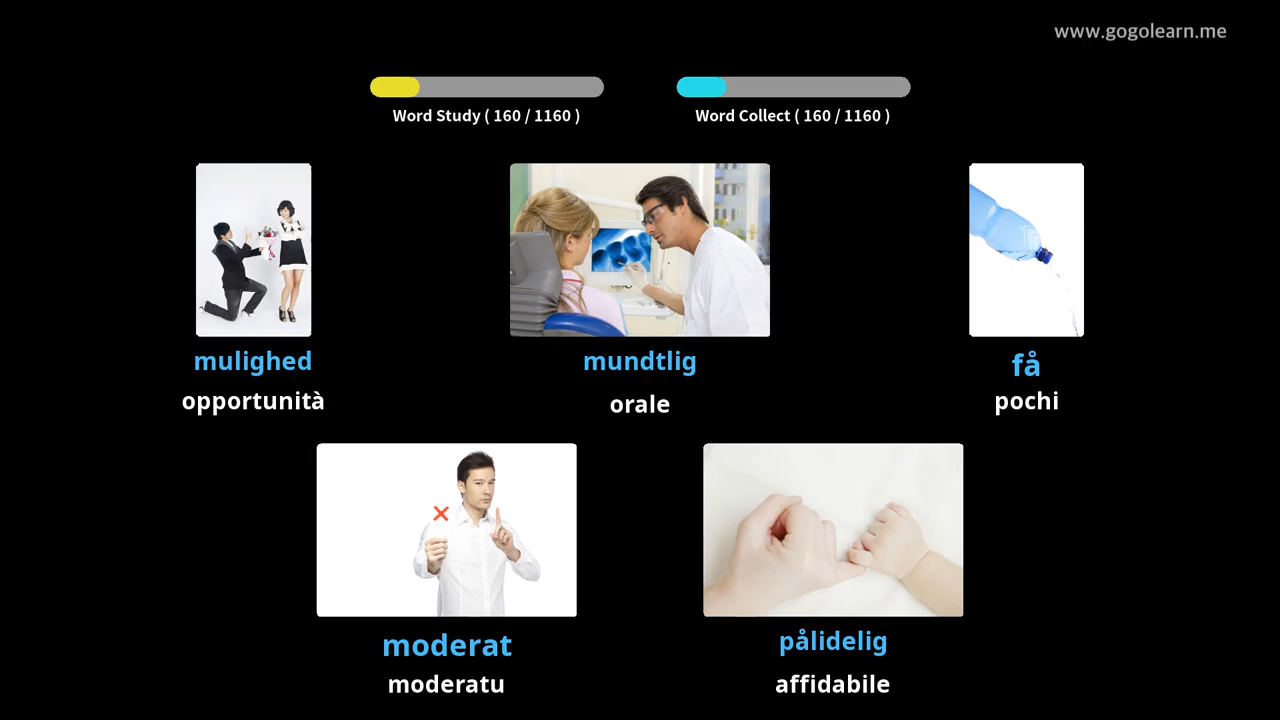 www.gogolearn.me
Word Study ( 160 / 1160 )
Word Collect ( 160 / 1160 )
mulighed
opportunità
mundtlig
orale
få
pochi
moderat
moderatu
pålidelig
affidabile